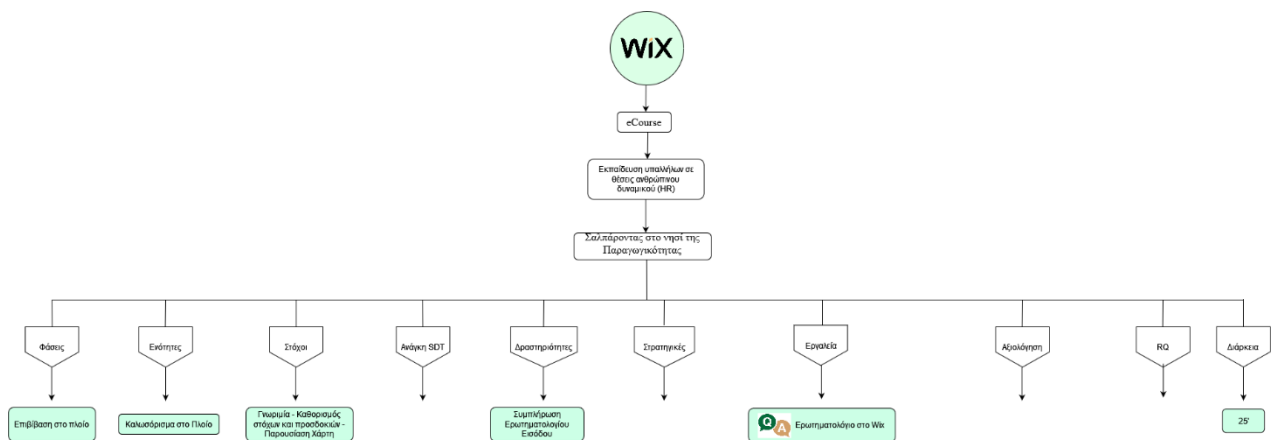 WiX
eCourse
Εκπαίδευση υπαλλήλων σε
θέσεις ανθρώπινου
δυναμικού (HR)
Σαλπάροντας στο νησί της
Παραγωγικότητας
Φάσεις
Ενότητες
Στόχοι
Ανάγκη SDT
Δραστηριότητες
Στρατηγικές
Εργαλεία
Αξιολόγηση
RQ
Διάρκεια
Επιβίβαση στο πλοίο
Καλωσόρισμα στο Πλοίο
Γνωριμία - Καθορισμός
στόχων και προσδοκιών -
Παρουσίαση Χάρτη
Συμπλήρωση
Ερωτηματολογίου
Εισόδου
Q A
Ερωτηματολόγιο στο Wix
25'